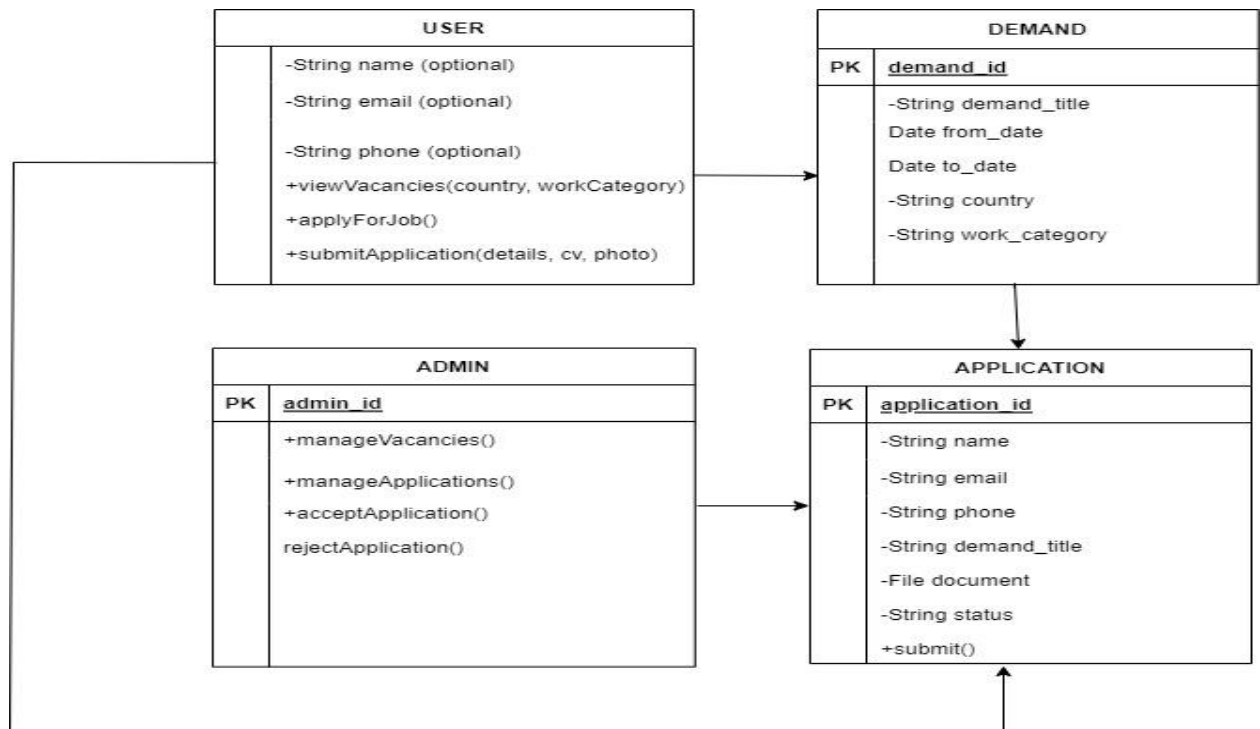 USER
-String name (optional)
-String email (optional)
-String phone (optional)
+viewVacancies(country, workCategory)
+applyForJob()
+submitApplication(details, cv, photo)
DEMAND
PK demand_id
-String demand_title
Date from_date
Date to_date
-String country
-String work_category
ADMIN
PK admin_id
+manageVacancies()
+manageApplications()
+acceptApplication()
rejectApplication()
APPLICATION
PK application_id
-String name
-String email
-String phone
-String demand_title
-File document
-String status
+submit()